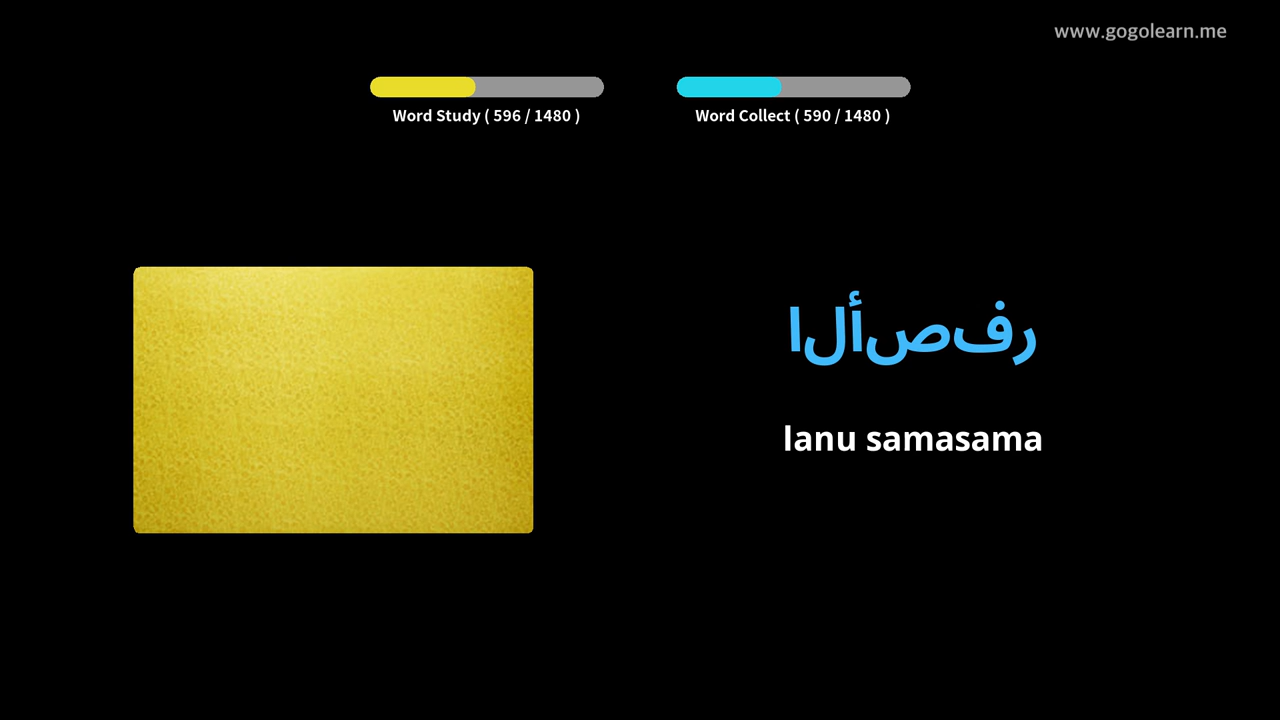 www.gogolearn.me
Word Study ( 596 / 1480 )
Word Collect ( 590 / 1480 )
الأصفر
lanu samasama